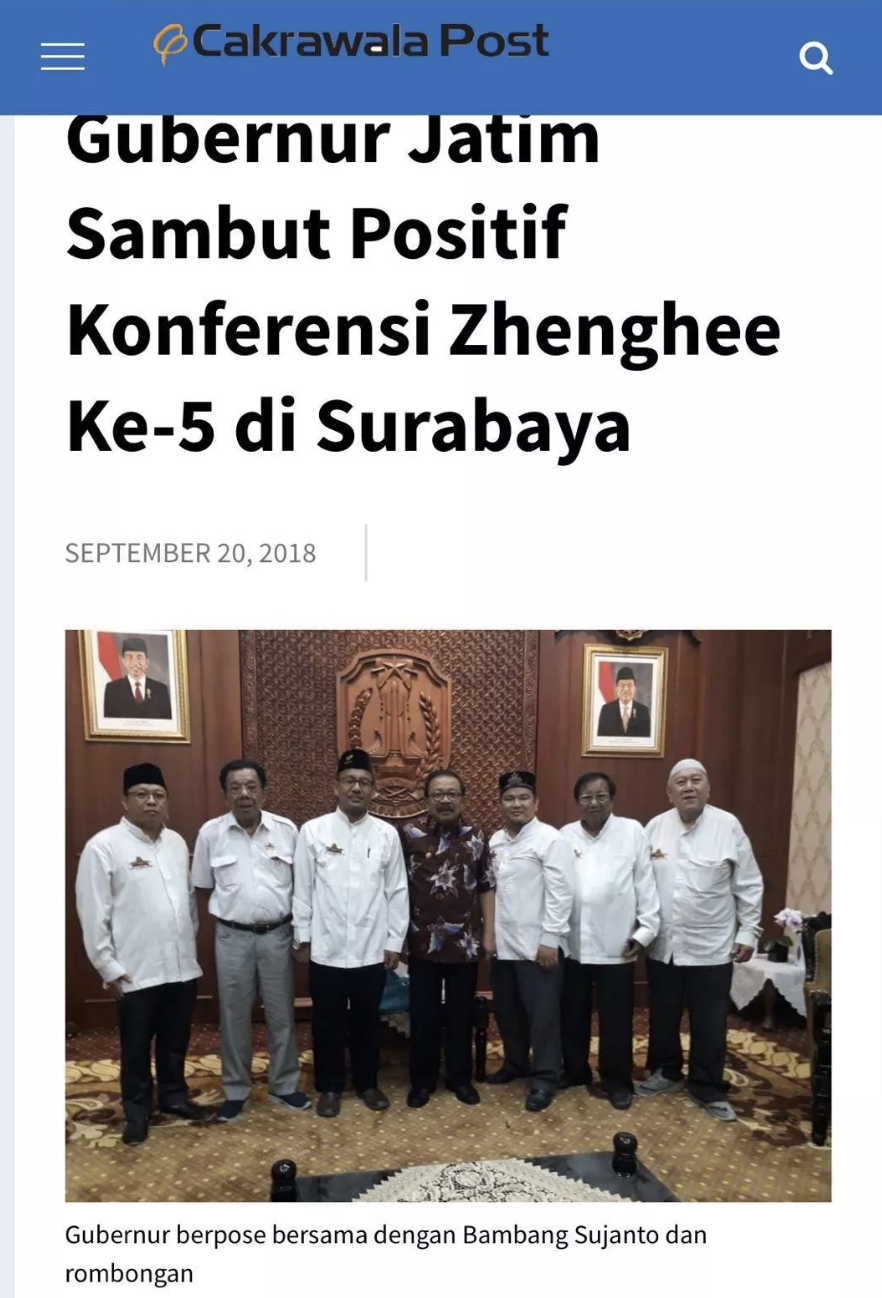 Cakrawala Post
Gubernur Jatim
Sambut Positif
Konferensi Zhenghee
Ke-5 di Surabaya
SEPTEMBER 20, 2018
Gubernur berpose bersama dengan Bambang Sujanto dan
rombongan